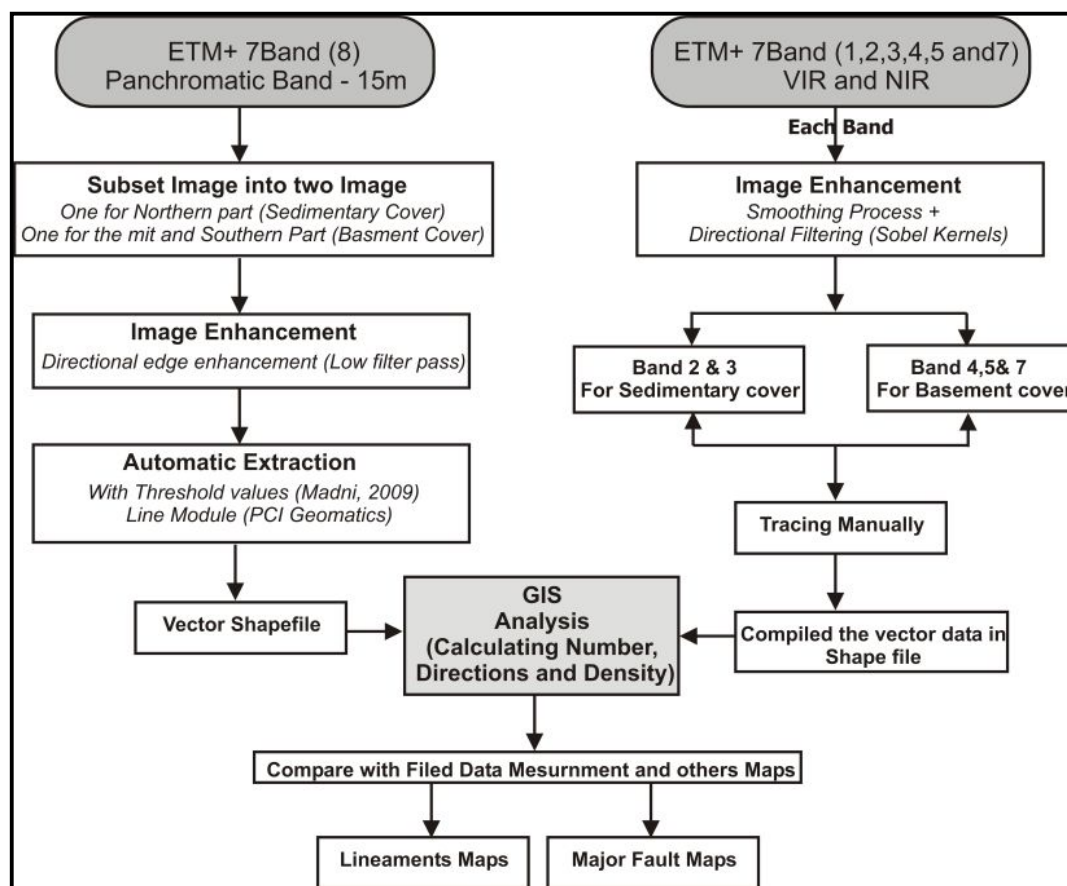 ETM+ 7Band (8)
Panchromatic Band - 15m
Subset Image into two Image
One for Northern part (Sedimentary Cover)
One for the mit and Southern Part (Basment Cover)
Image Enhancement
Directional edge enhancement (Low filter pass)
Automatic Extraction
With Threshold values (Madni, 2009)
Line Module (PCI Geomatics)
Vector Shapefile
ETM+ 7Band (1,2,3,4,5 and7)
VIR and NIR
Each Band
Image Enhancement
Smoothing Process +
Directional Filtering (Sobel Kernels)
Band 2 & 3
For Sedimentary cover
Band 4,5& 7
For Basement cover
Tracing Manually
Compiled the vector data in
Shape file
GIS
Analysis
(Calculating Number,
Directions and Density)
Compare with Filed Data Mesurnment and others Maps
Lineaments Maps
Major Fault Maps